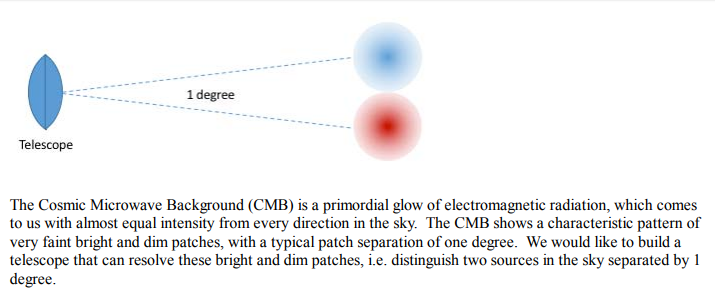 1 degree
Telescope
The Cosmic Microwave Background (CMB) is a primordial glow of electromagnetic radiation, which comes
to us with almost equal intensity from every direction in the sky.  The CMB shows a characteristic pattern of
very faint bright and dim patches, with a typical patch separation of one degree.  We would like to build a
telescope that can resolve these bright and dim patches, i.e. distinguish two sources in the sky separated by 1
degree.